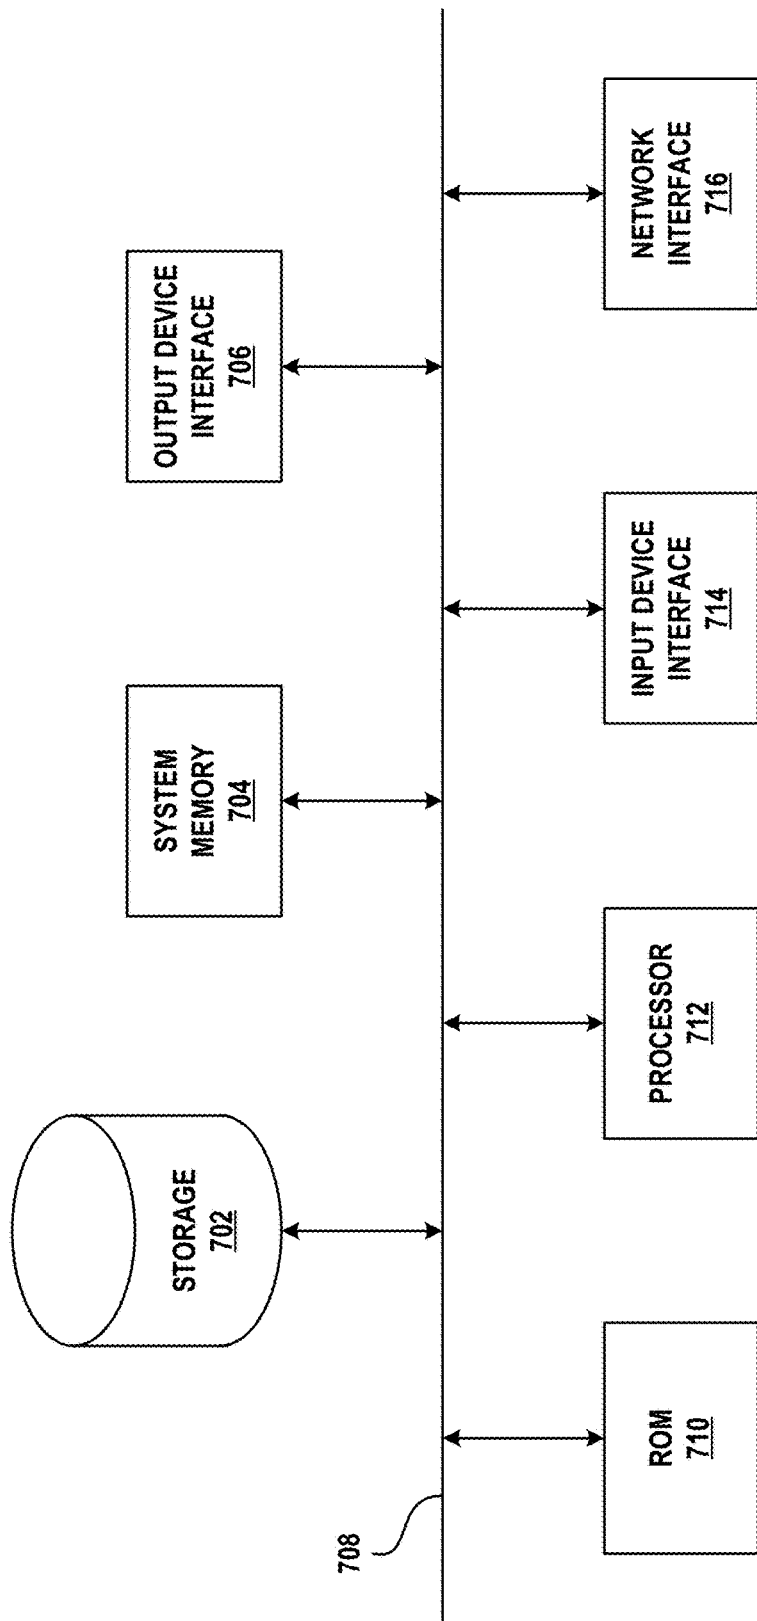 STORAGE
702
SYSTEM
MEMORY
704
OUTPUT DEVICE
INTERFACE
706
708
ROM
710
PROCESSOR
712
INPUT DEVICE
INTERFACE
714
NETWORK
INTERFACE
716